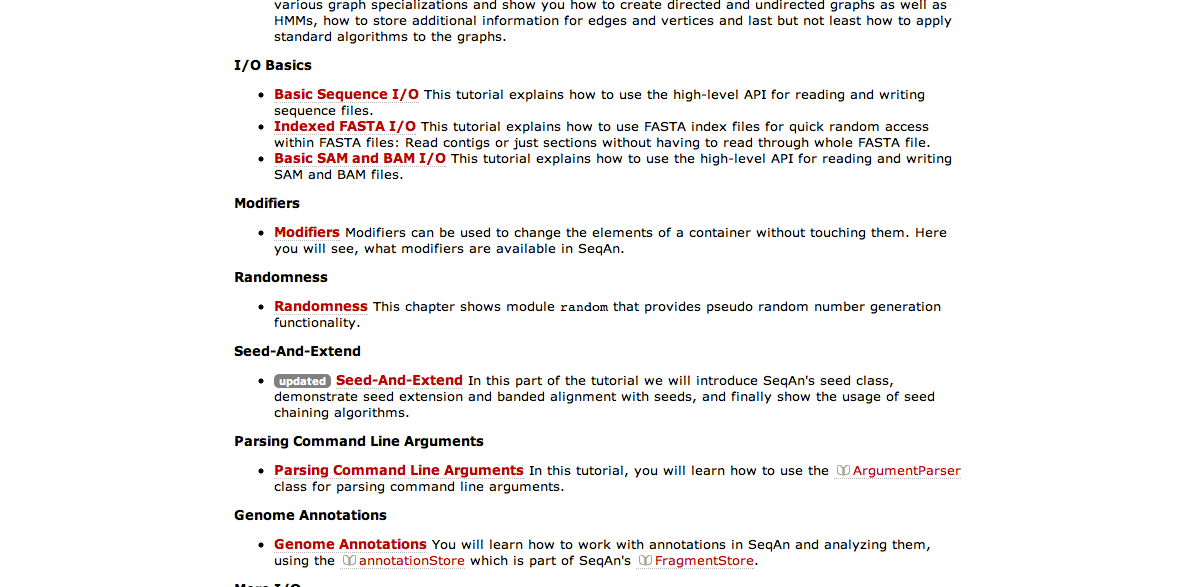 various graph specializations and show you how to create directed and undirected graphs as well as
HMMs, how to store additional information for edges and vertices and last but not least how to apply
standard algorithms to the graphs.
I/O Basics
• Basic Sequence I/O This tutorial explains how to use the high-level API for reading and writing
sequence files.
• Indexed FASTA I/O This tutorial explains how to use FASTA index files for quick random access
within FASTA files: Read contigs or just sections without having to read through whole FASTA file.
• Basic SAM and BAM I/O This tutorial explains how to use the high-level API for reading and writing
SAM and BAM files.
Modifiers
• Modifiers Modifiers can be used to change the elements of a container without touching them. Here
you will see, what modifiers are available in SeqAn.
Randomness
• Randomness This chapter shows module random that provides pseudo random number generation
functionality.
Seed-And-Extend
• updated Seed-And-Extend In this part of the tutorial we will introduce SeqAn's seed class,
demonstrate seed extension and banded alignment with seeds, and finally show the usage of seed
chaining algorithms.
Parsing Command Line Arguments
• Parsing Command Line Arguments In this tutorial, you will learn how to use the ArgumentParser
class for parsing command line arguments.
Genome Annotations
• Genome Annotations You will learn how to work with annotations in SeqAn and analyzing them,
using the annotationStore which is part of SeqAn's FragmentStore.
More I/O